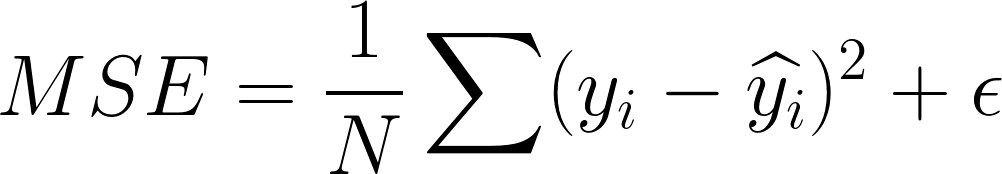 MSE = \frac{1}{N} \sum (y_i - \widehat{y_i})^2 + \epsilon